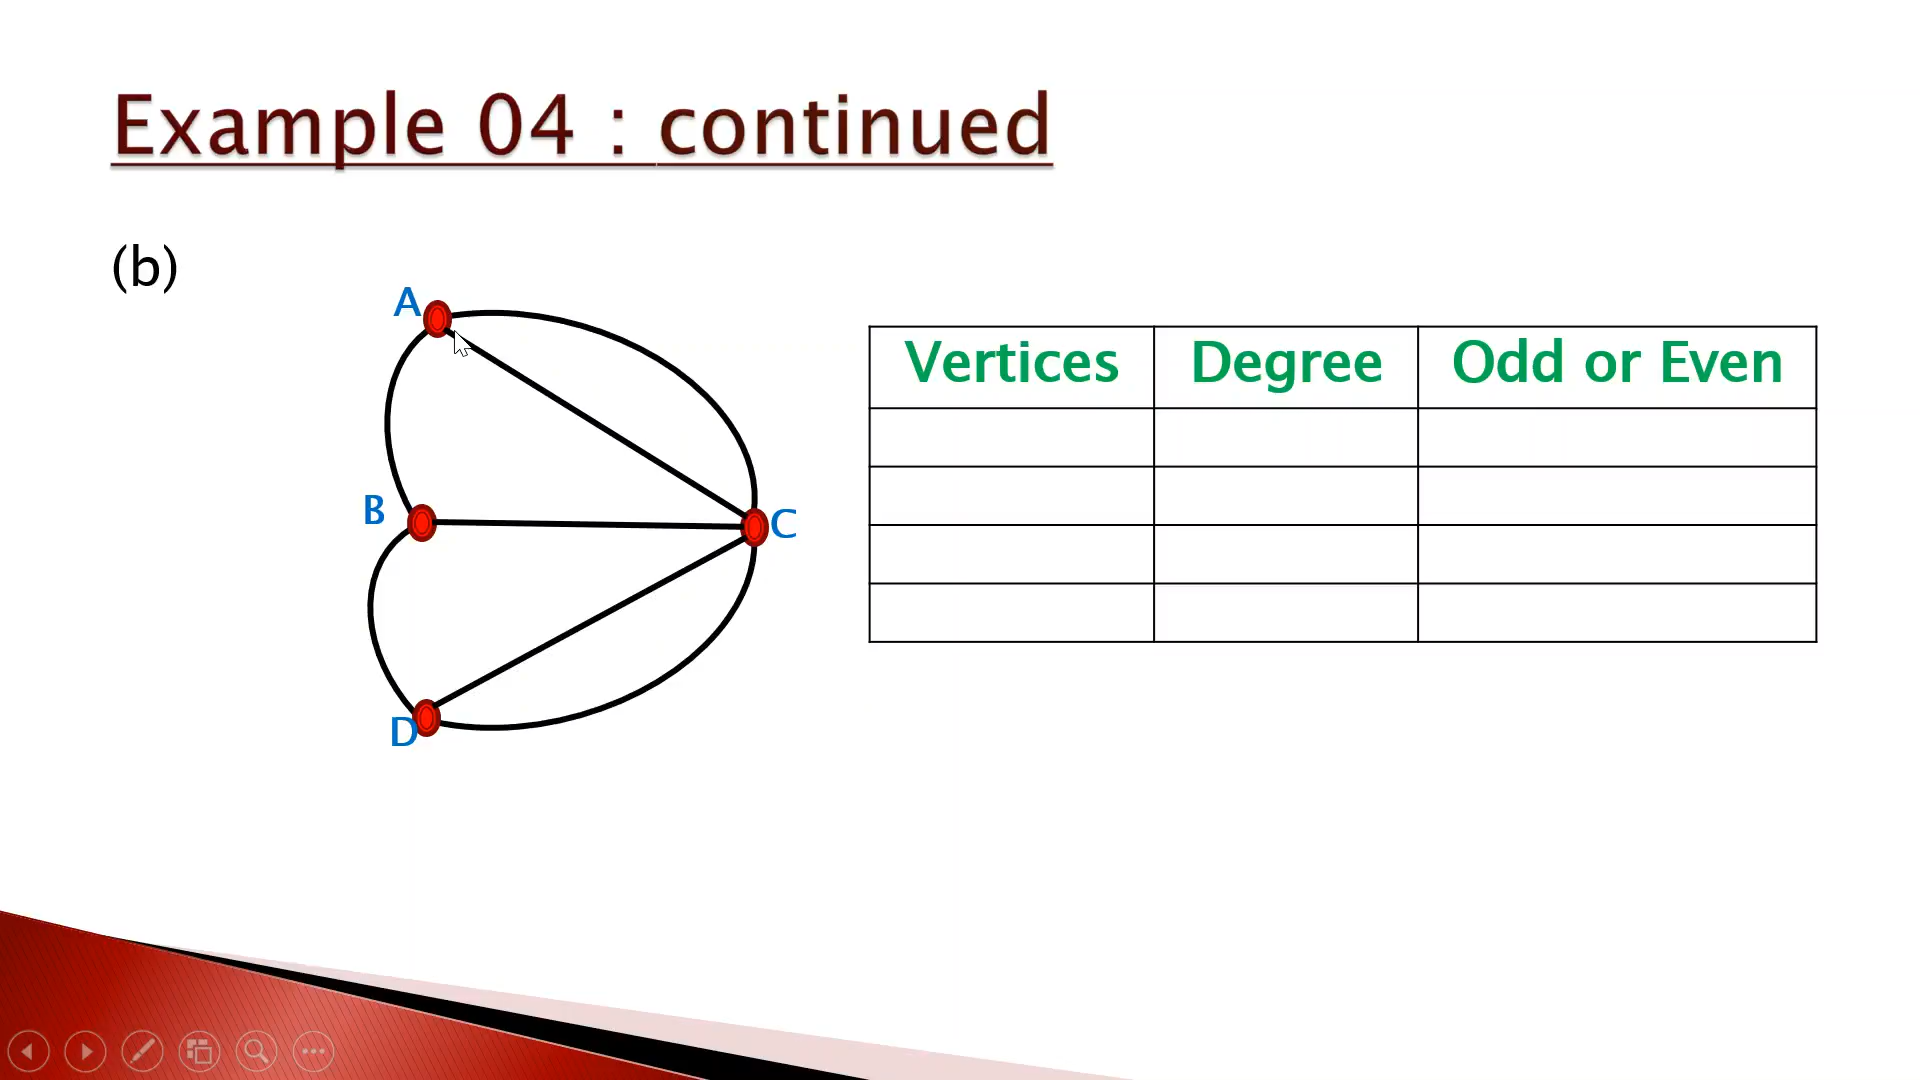 Example 04 : continued
(b)
A
B
C
D
Vertices Degree Odd or Even